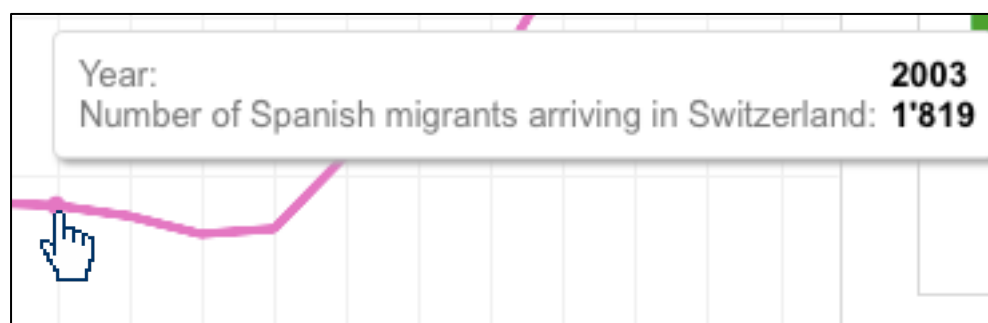 Year: 2003
Number of Spanish migrants arriving in Switzerland: 1'819